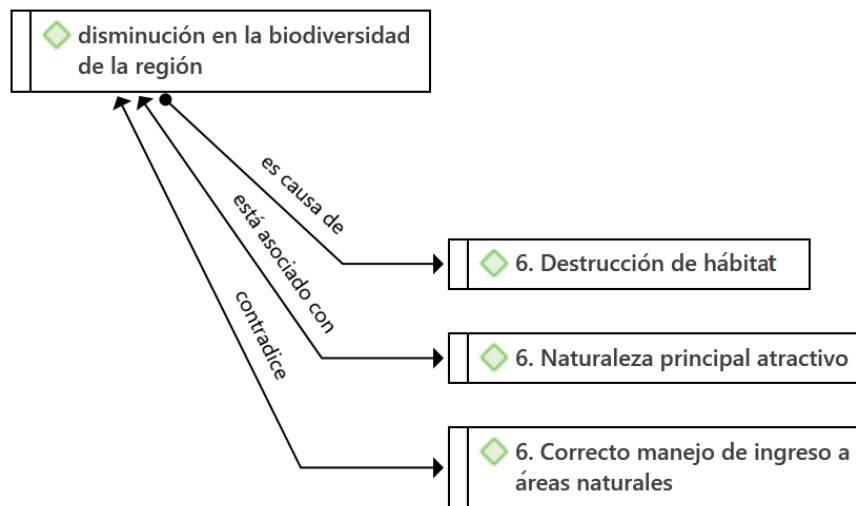 disminución en la biodiversidad
de la región
es causa de
está asociado con
contradice
6. Destrucción de hábitat
6. Naturaleza principal atractivo
6. Correcto manejo de ingreso a
áreas naturales